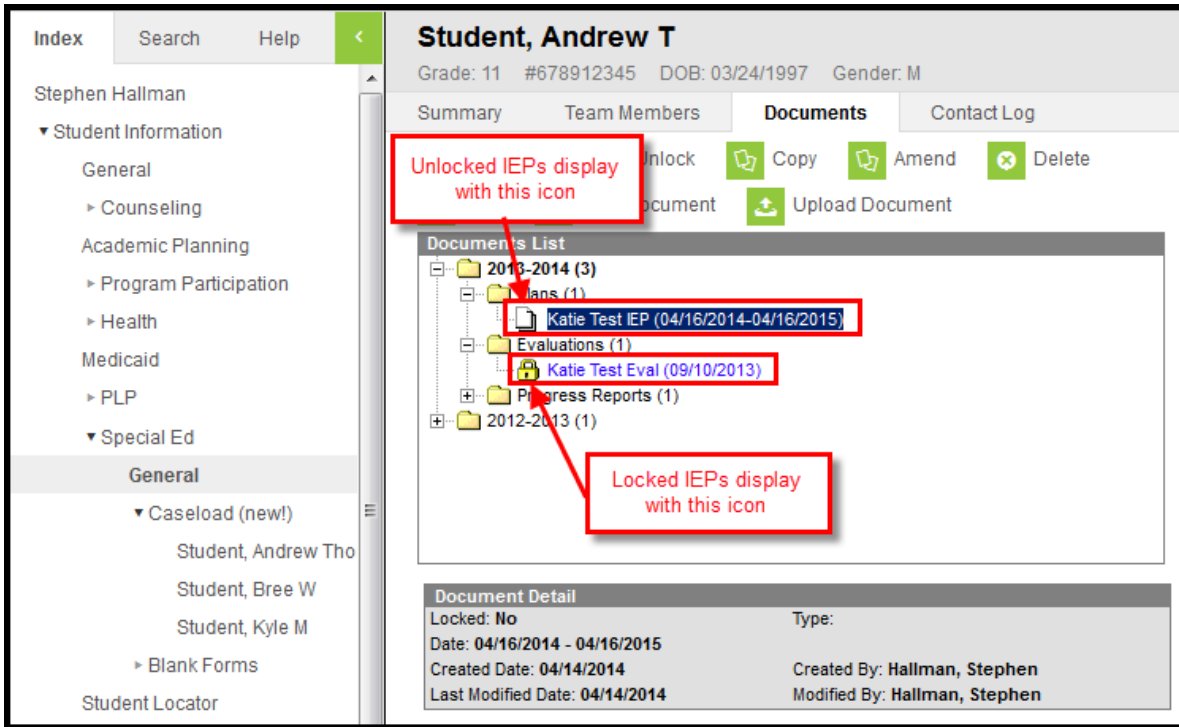 Index Search Help <
Stephen Hallman
Student Information
General
Counseling
Academic Planning
Program Participation
Health
Medicaid
PLP
Special Ed
General
Caseload (new!)
Student, Andrew Tho
Student, Bree W
Student, Kyle M
Blank Forms
Student Locator
Student, Andrew T
Grade: 11 #678912345 DOB: 03/24/1997 Gender: M
Summary Team Members Documents Contact Log
Unlocked IEPs display
with this icon
Copy Amend Delete
Upload Document
Documents List
2013-2014 (3)
(1)
Katie Test IEP (04/16/2014-04/16/2015)
Evaluations (1)
Katie Test Eval (09/10/2013)
Progress Reports (1)
2012-2013 (1)
Locked IEPs display
with this icon
Document Detail
Locked: No Type:
Date: 04/16/2014 - 04/16/2015
Created Date: 04/14/2014 Created By: Hallman, Stephen
Last Modified Date: 04/14/2014 Modified By: Hallman, Stephen